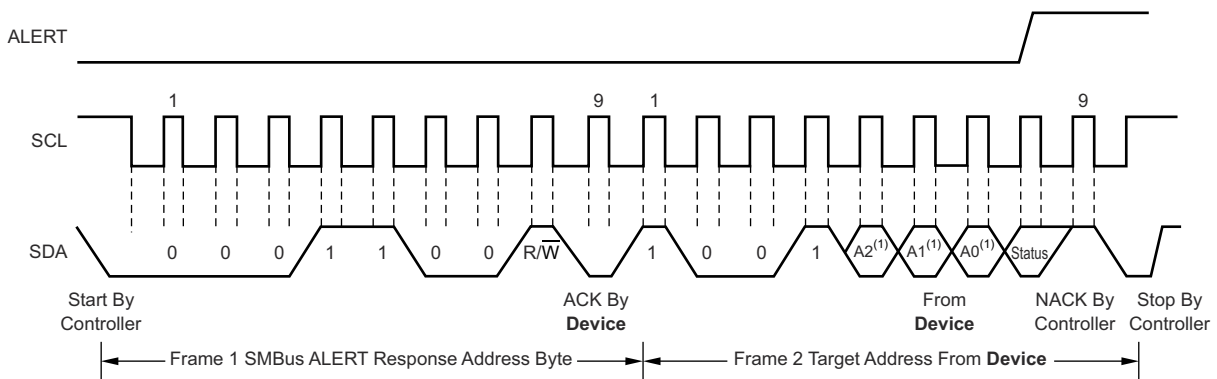 ALERT
1 9 1 9
SCL
SDA
0 0 0 1 1 0 0 R/W̅ 1 0 0 1 A2(1) A1(1) A0(1) Status
Start By
Controller
ACK By
Device
From
Device
NACK By
Controller
Stop By
Controller
Frame 1 SMBus ALERT Response Address Byte
Frame 2 Target Address From Device